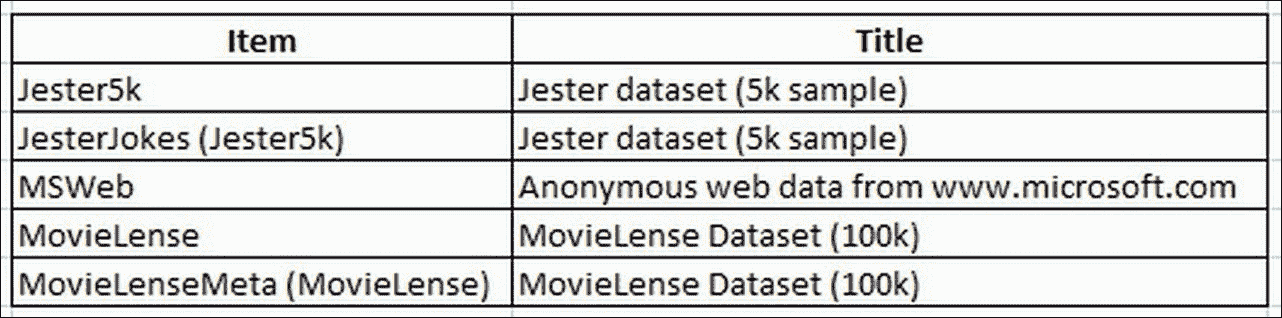 Item Title
Jester5k Jester dataset (5k sample)
JesterJokes (Jester5k) Jester dataset (5k sample)
MSWeb Anonymous web data from www.microsoft.com
MovieLense MovieLense Dataset (100k)
MovieLenseMeta (MovieLense) MovieLense Dataset (100k)